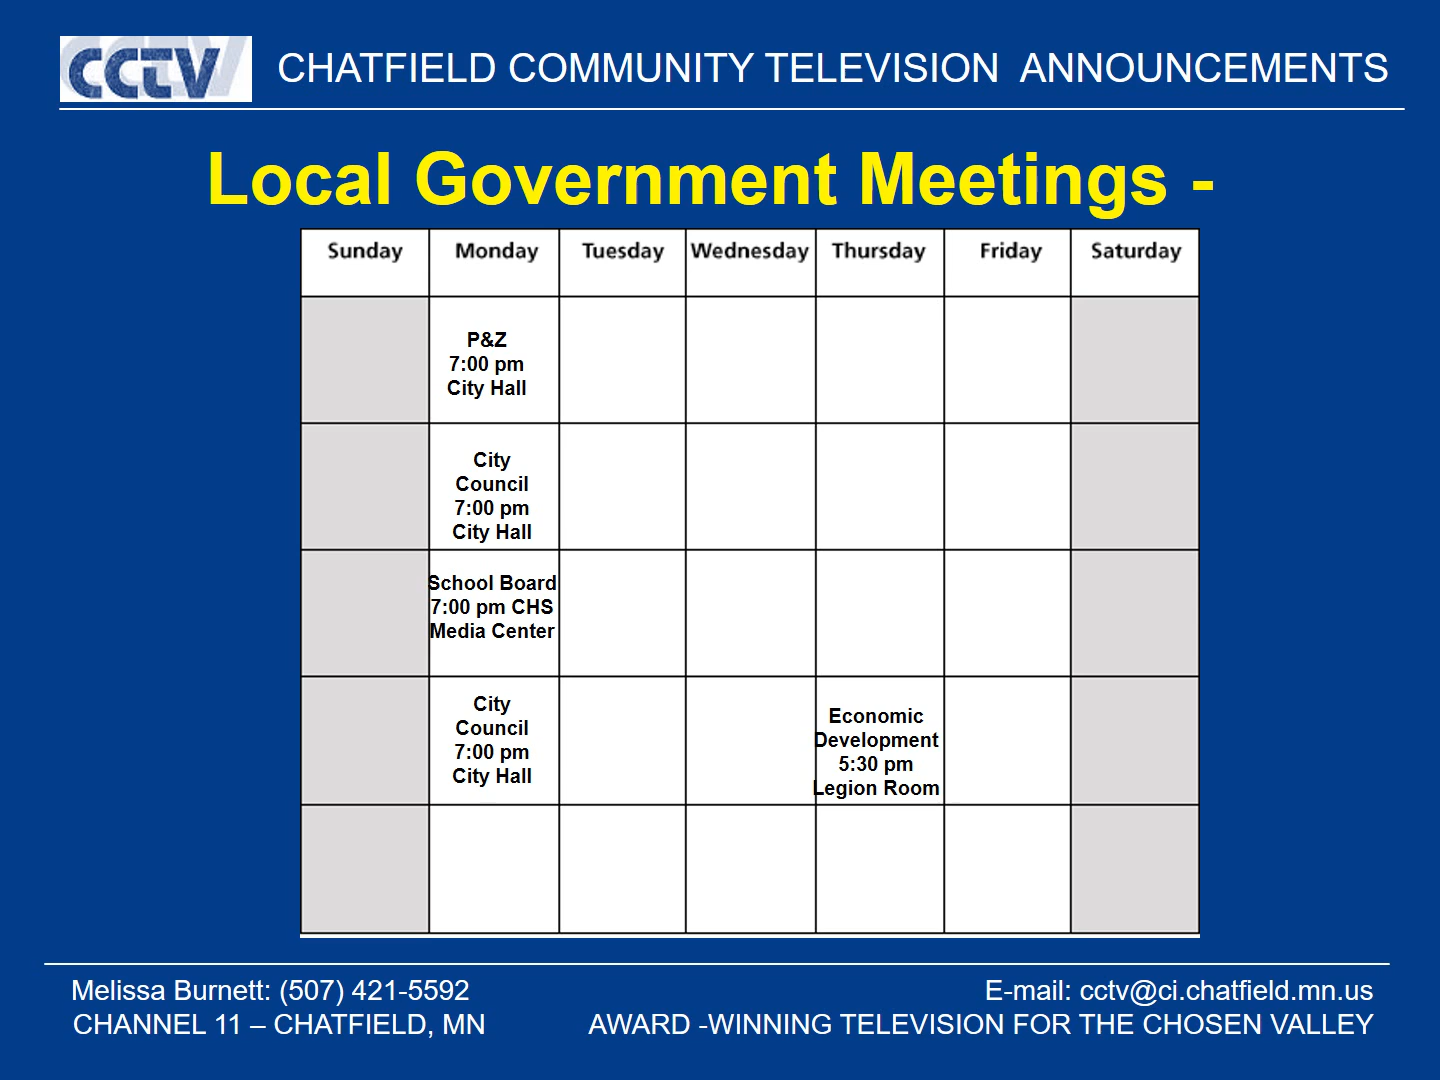 CCTV
CHATFIELD COMMUNITY TELEVISION  ANNOUNCEMENTS
Local Government Meetings -
Sunday Monday Tuesday Wednesday Thursday Friday Saturday
P&Z
7:00 pm
City Hall
City
Council
7:00 pm
City Hall
School Board
7:00 pm CHS
Media Center
City
Council
7:00 pm
City Hall
Economic
Development
5:30 pm
Legion Room
Melissa Burnett: (507) 421-5592
E-mail: cctv@ci.chatfield.mn.us
CHANNEL 11 – CHATFIELD, MN
AWARD -WINNING TELEVISION FOR THE CHOSEN VALLEY